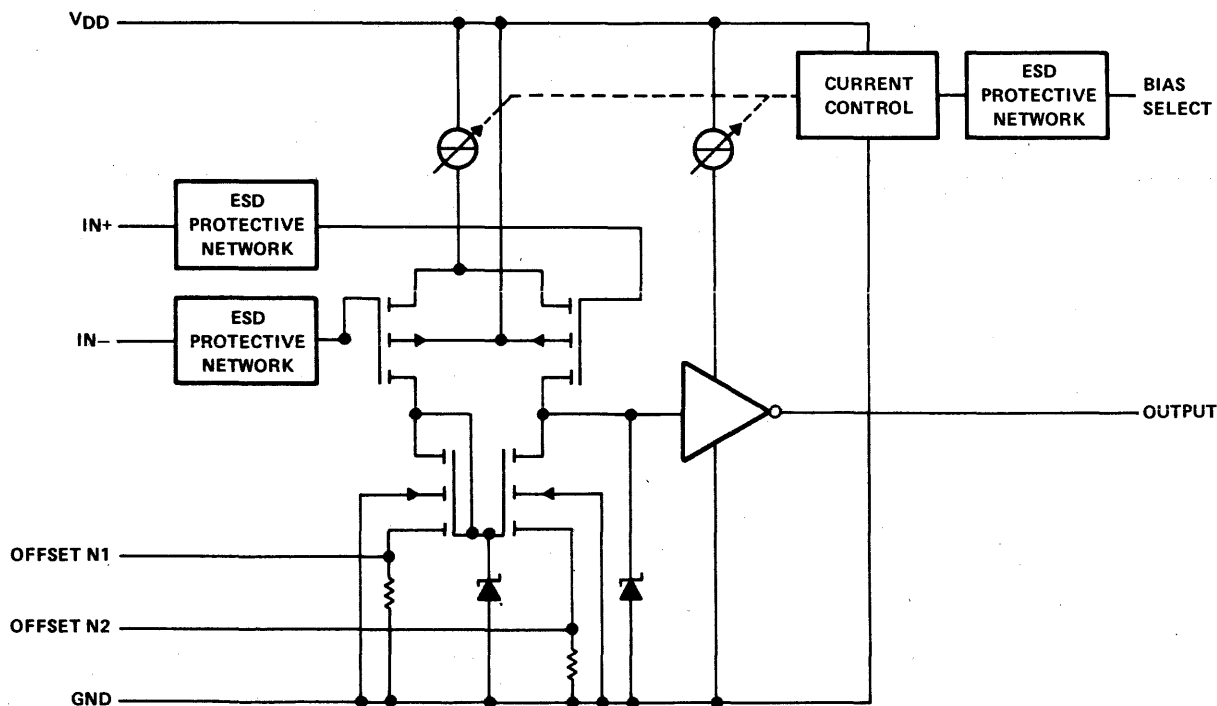 VDD
CURRENT
CONTROL
ESD
PROTECTIVE
NETWORK
BIAS
SELECT
IN+
ESD
PROTECTIVE
NETWORK
IN–
ESD
PROTECTIVE
NETWORK
OUTPUT
OFFSET N1
OFFSET N2
GND